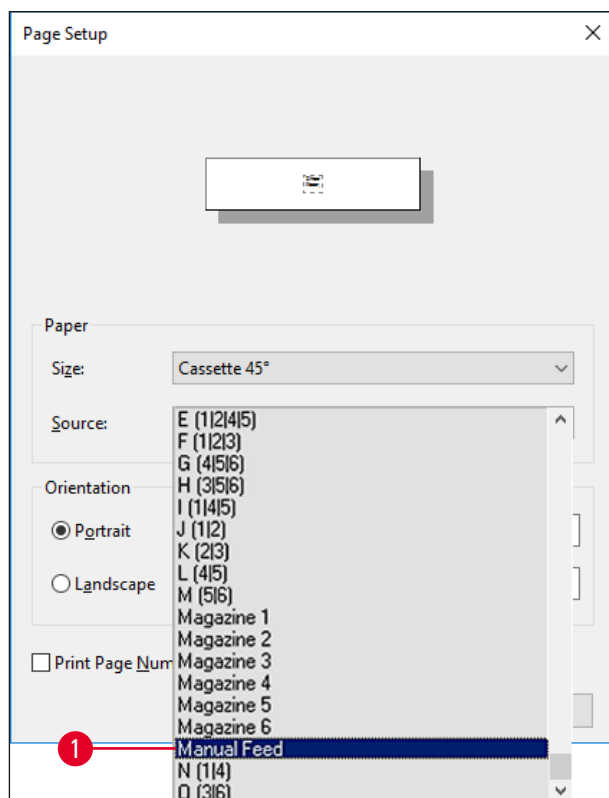 Page Setup
Paper
Size: Cassette 45°
Source:
E (1|2|4|5)
F (1|2|3)
G (4|5|6)
H (3|5|6)
Orientation
I (1|4|5)
Portrait
J (1|2)
K (2|3)
L (4|5)
Landscape
M (5|6)
Magazine 1
Magazine 2
Print Page Num
Magazine 3
Magazine 4
Magazine 5
Magazine 6
1
Manual Feed
N (1|4)
O (3|6)